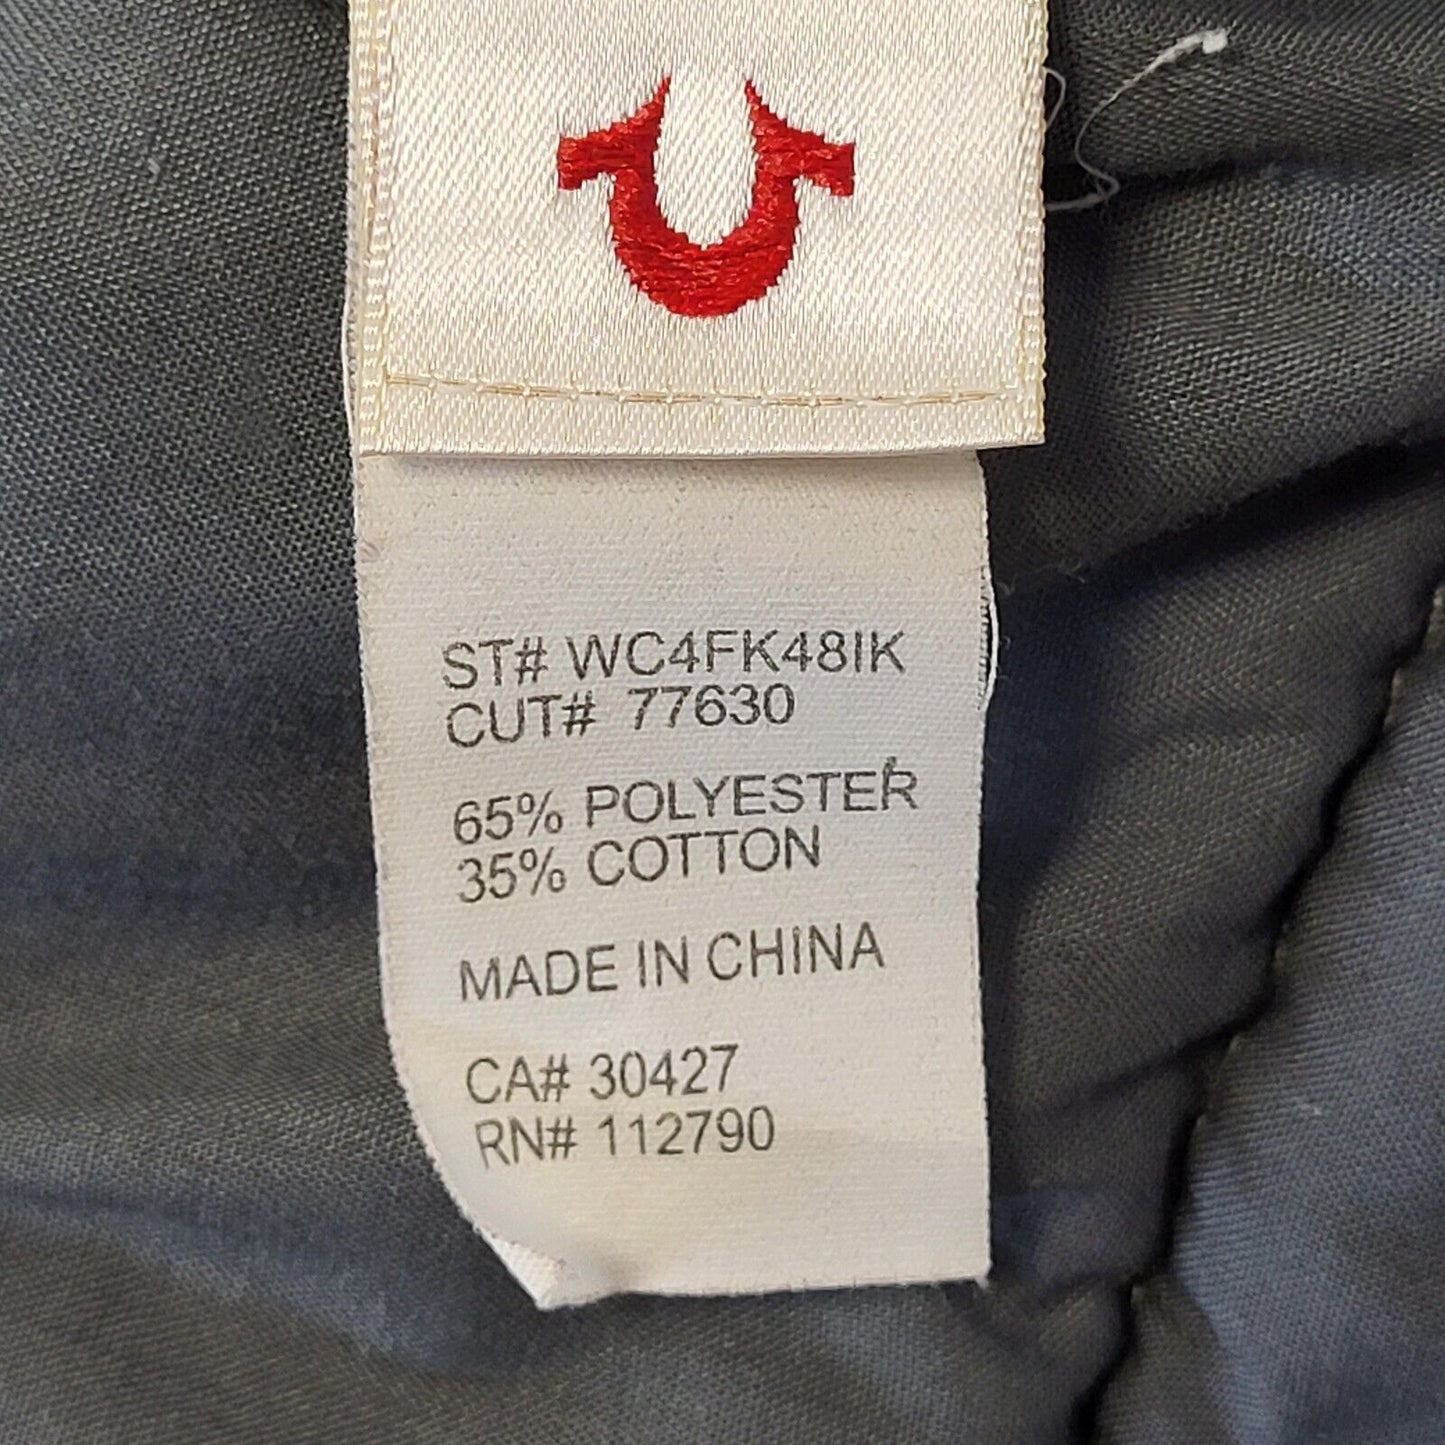 ST# WC4FK48IK
CUT# 77630
65% POLYESTER
35% COTTON
MADE IN CHINA
CA# 30427
RN# 112790